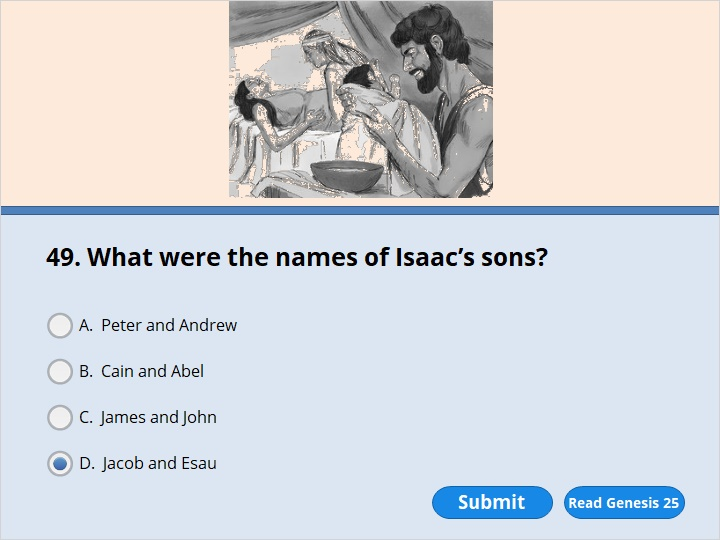 49. What were the names of Isaac’s sons?
A. Peter and Andrew
B. Cain and Abel
C. James and John
D. Jacob and Esau
Submit
Read Genesis 25